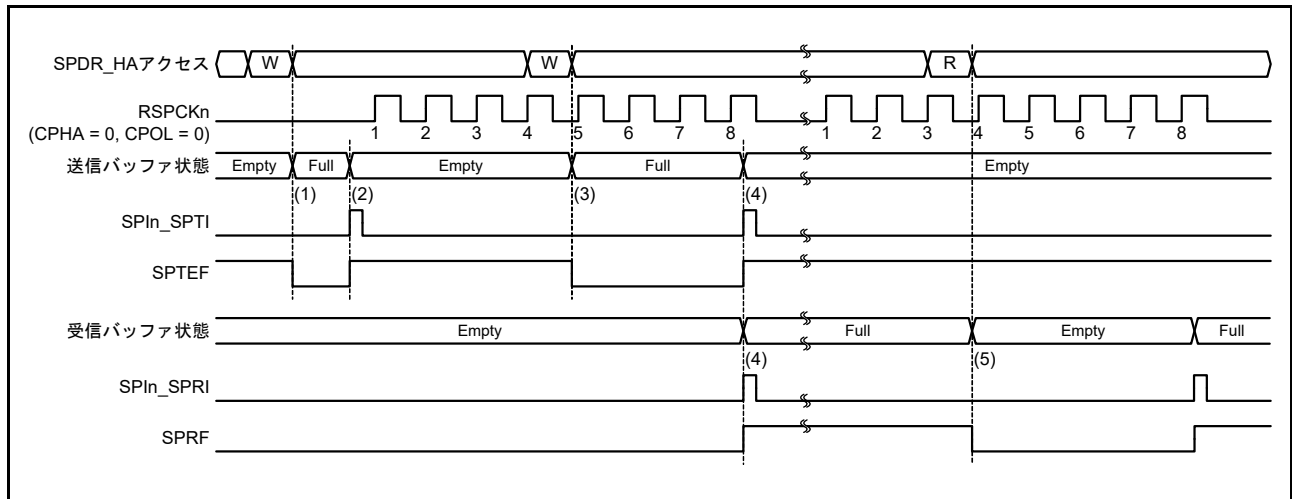 SPDR_HAアクセス W W R
RSPCKn
(CPHA = 0, CPOL = 0)
1 2 3 4 5 6 7 8 1 2 3 4 5 6 7 8
送信バッファ状態 Empty Full Empty Full Empty
(1) (2) (3) (4)
SPIn_SPTI
SPTEF
受信バッファ状態 Empty Full Empty Full
(4) (5)
SPIn_SPRI
SPRF